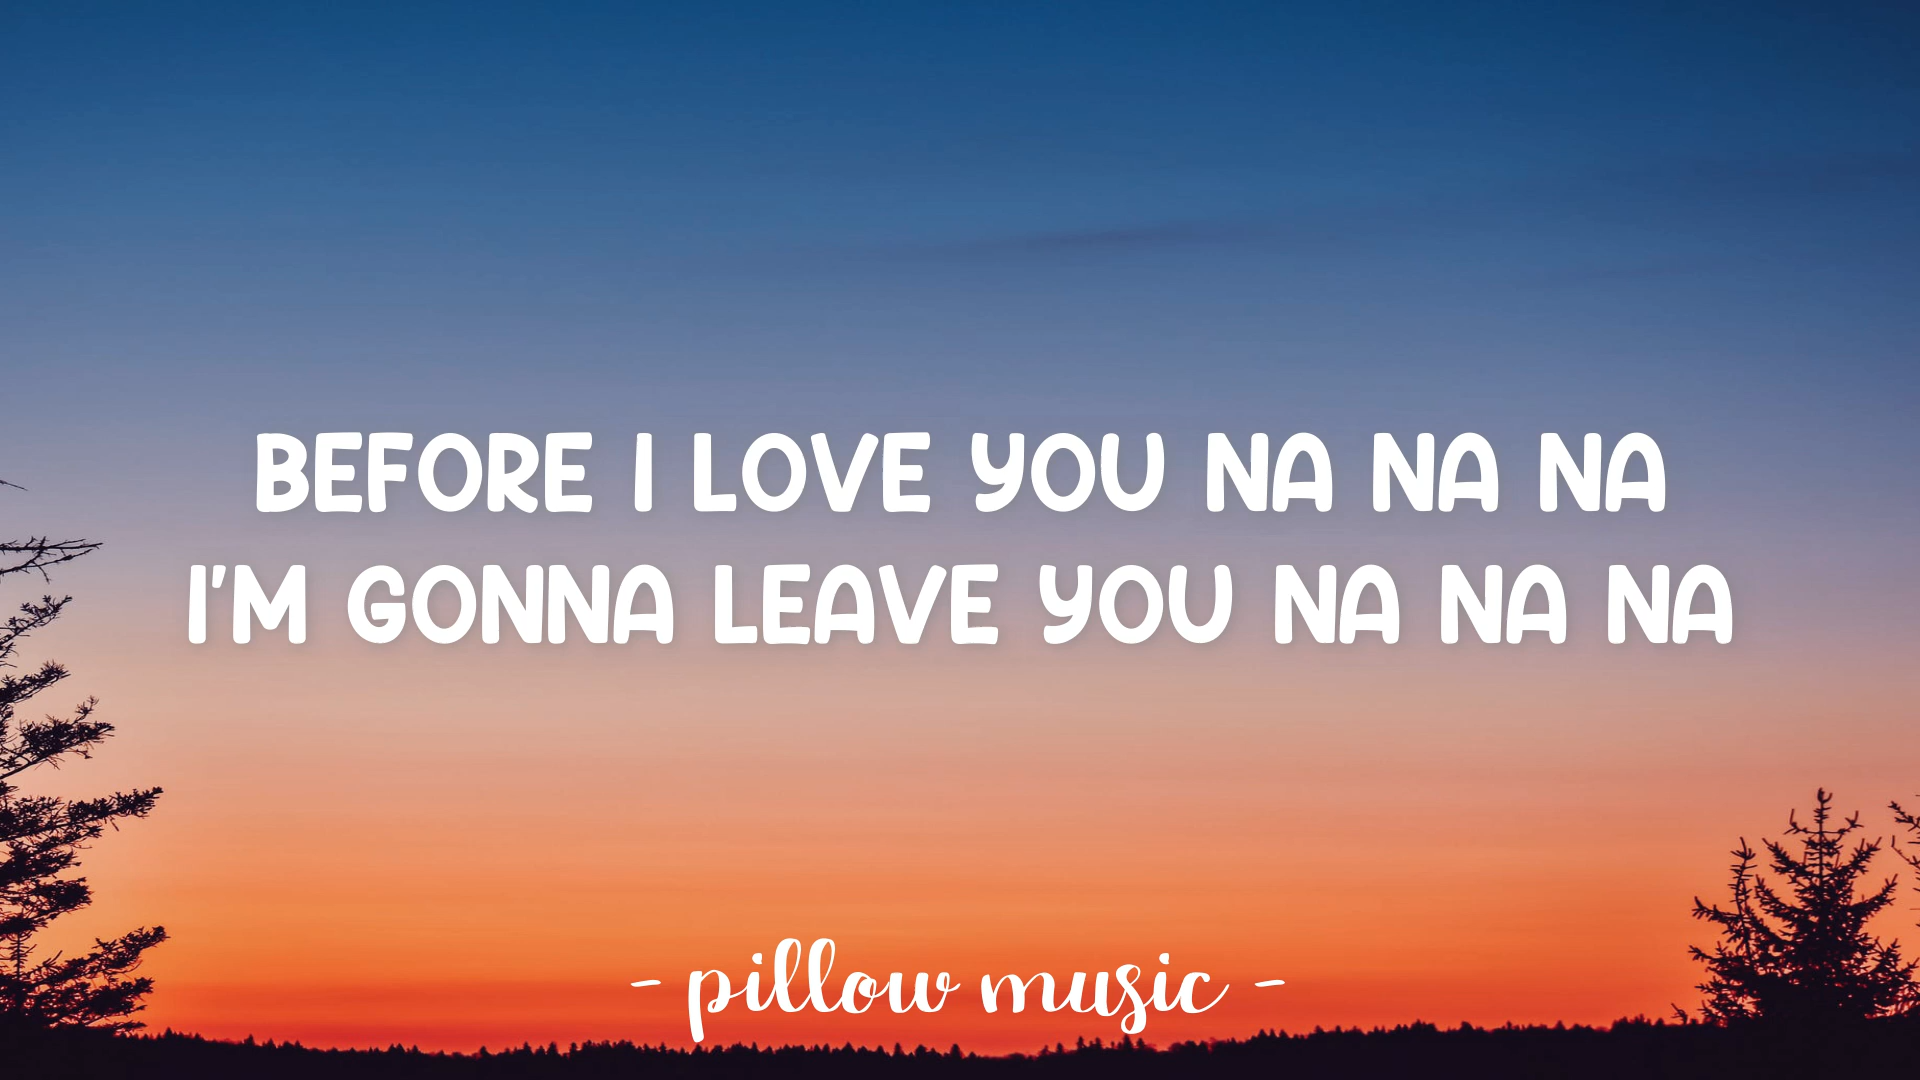 BEFORE I LOVE YOU NA NA NA
I'M GONNA LEAVE YOU NA NA NA
- pillow music -